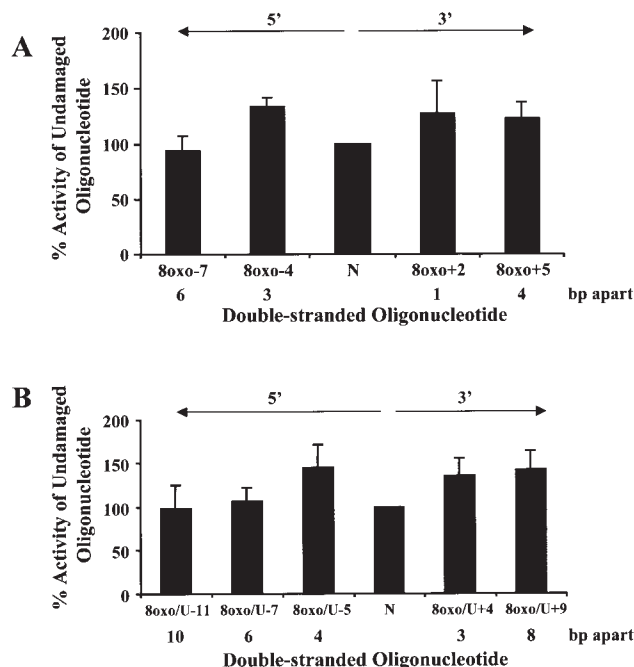 A
% Activity of Undamaged
Oligonucleotide
5’ 3’
200
150
100
50
0
8oxo-7 8oxo-4 N 8oxo+2 8oxo+5
6 3 1 4 bp apart
Double-stranded Oligonucleotide
B
% Activity of Undamaged
Oligonucleotide
5’ 3’
200
150
100
50
0
8oxo/U-11 8oxo/U-7 8oxo/U-5 N 8oxo/U+4 8oxo/U+9
10 6 4 3 8 bp apart
Double-stranded Oligonucleotide